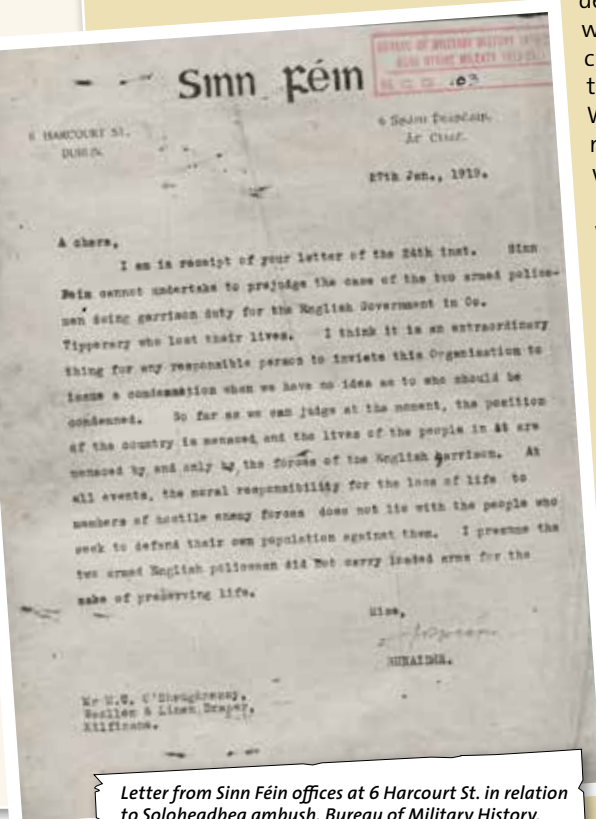 Sinn Féin
6 HARCOURT ST.
DUBLIN.
27th Jan., 1919.
A chara,
I am in receipt of your letter of the 24th inst. Sinn
Fein cannot undertake to prejudge the case of the two armed police-
men doing garrison duty for the English Government in Co.
Tipperary who lost their lives. I think it is an extraordinary
thing for any responsible person to invite this Organisation to
issue a condemnation when we have no idea as to who should be
condemned. So far as we can judge at the moment, the position
of the country is menaced and the lives of the people in it are
menaced by and only by the forces of the English garrison. At
all events, the moral responsibility for the loss of life to
members of hostile enemy forces does not lie with the people who
seek to defend their own population against them. I presume the
two armed English policemen did not carry loaded arms for the
sake of preserving life.
Mise,
RUNAIDHE.
Woollen & Linen Draper,
Kilfinane.
Letter from Sinn Féin offices at 6 Harcourt St. in relation
to Soloheadbeg ambush. Bureau of Military History.